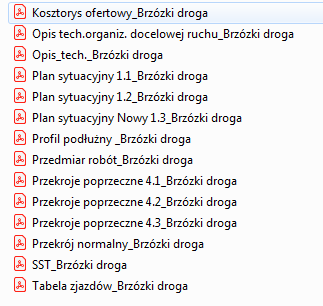 Kosztorys ofertowy_Brzózki droga
Opis tech.organiz. docelowej ruchu_Brzózki droga
Opis_tech._Brzózki droga
Plan sytuacyjny 1.1_Brzózki droga
Plan sytuacyjny 1.2_Brzózki droga
Plan sytuacyjny Nowy 1.3_Brzózki droga
Profil podłużny _Brzózki droga
Przedmiar robót_Brzózki droga
Przekroje poprzeczne 4.1_Brzózki droga
Przekroje poprzeczne 4.2_Brzózki droga
Przekroje poprzeczne 4.3_Brzózki droga
Przekrój normalny_Brzózki droga
SST_Brzózki droga
Tabela zjazdów_Brzózki droga